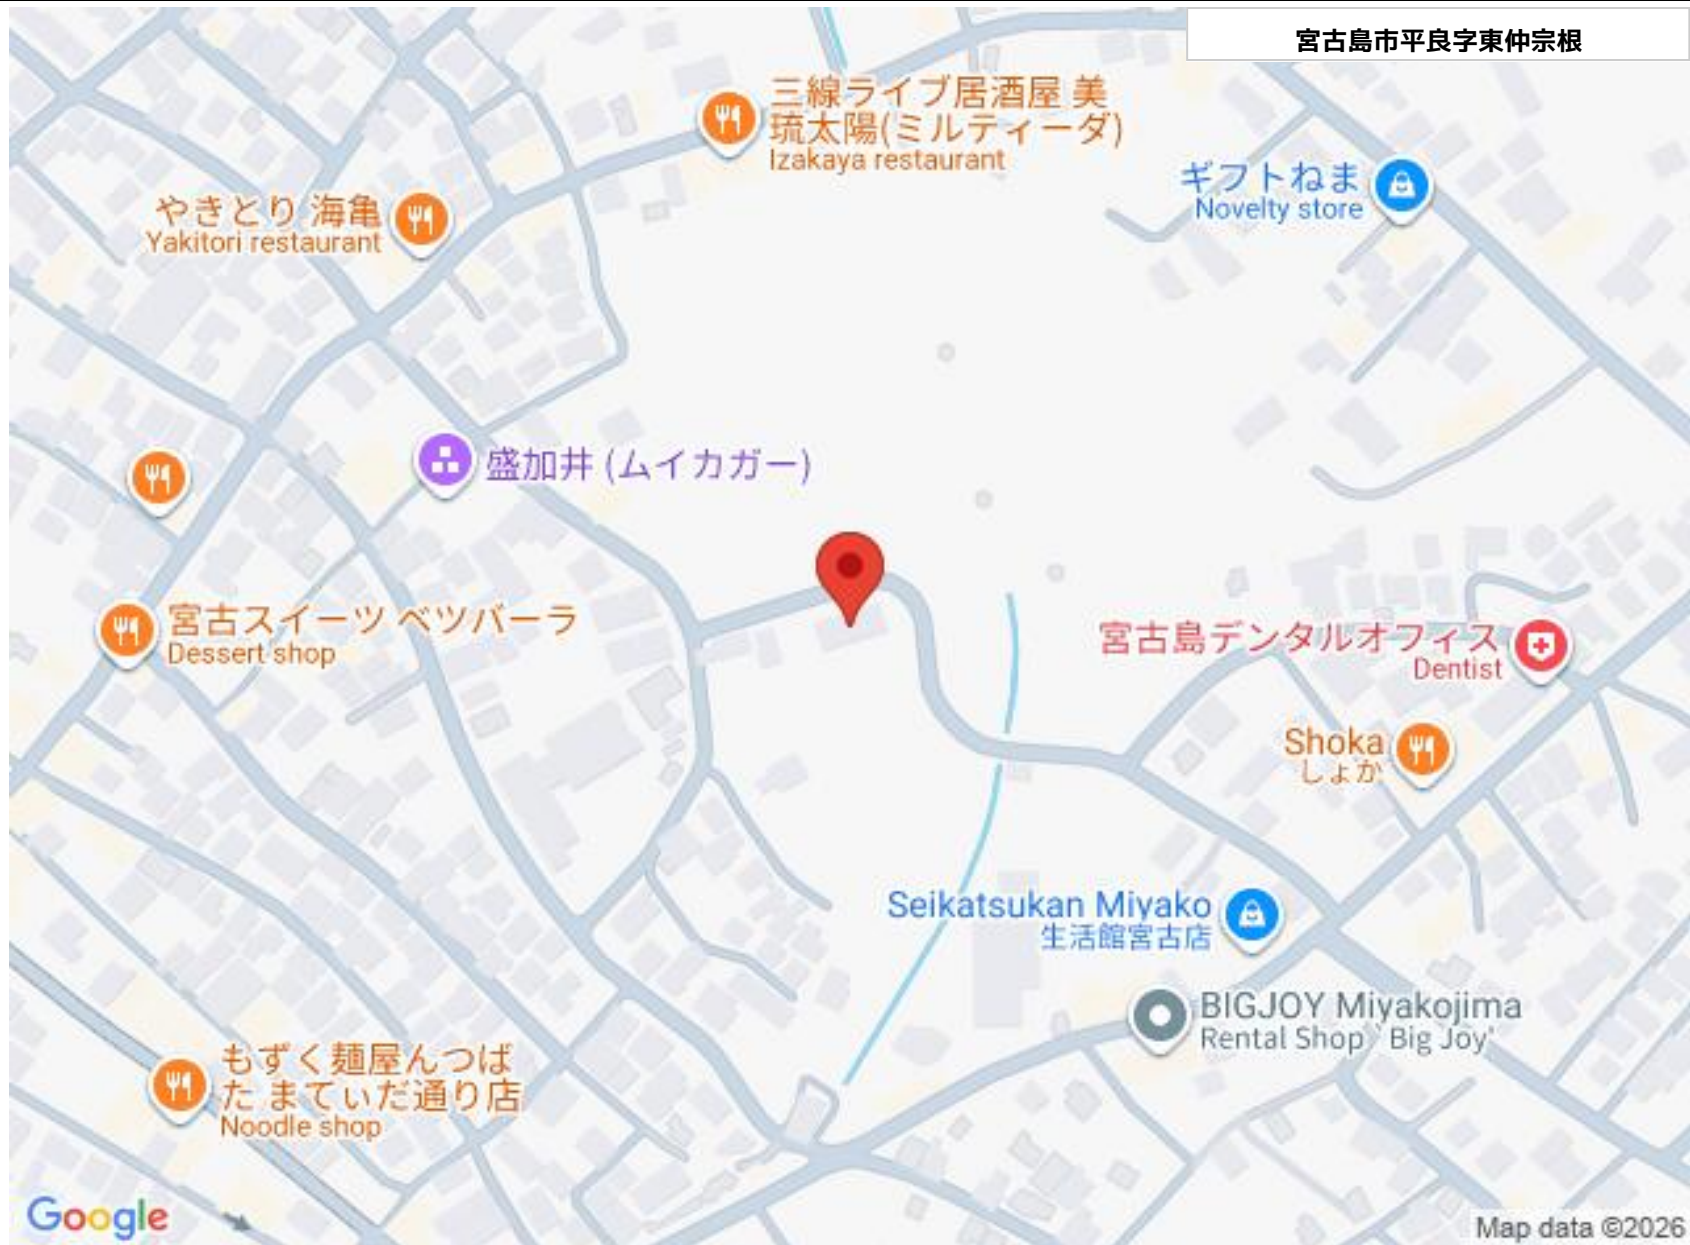 宮古島市平良字東仲宗根
三線ライブ居酒屋 美
琉太陽(ミルティーダ)
Izakaya restaurant
ギフトねま
Novelty store
やきとり 海亀
Yakitori restaurant
盛加井 (ムイカガー)
宮古スイーツ ベツバーラ
Dessert shop
宮古島デンタルオフィス
Dentist
Shoka
しょか
Seikatsukan Miyako
生活館宮古店
BIGJOY Miyakojima
Rental Shop 'Big Joy'
もずく麺屋んつば
た まてぃだ通り店
Noodle shop
Google
Map data ©2026